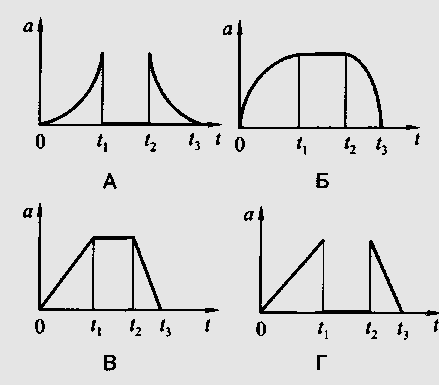 a
a
0 t₁ t₂ t₃ t
0 t₁ t₂ t₃ t
А
Б
a
a
0 t₁ t₂ t₃ t
0 t₁ t₂ t₃ t
В
Г